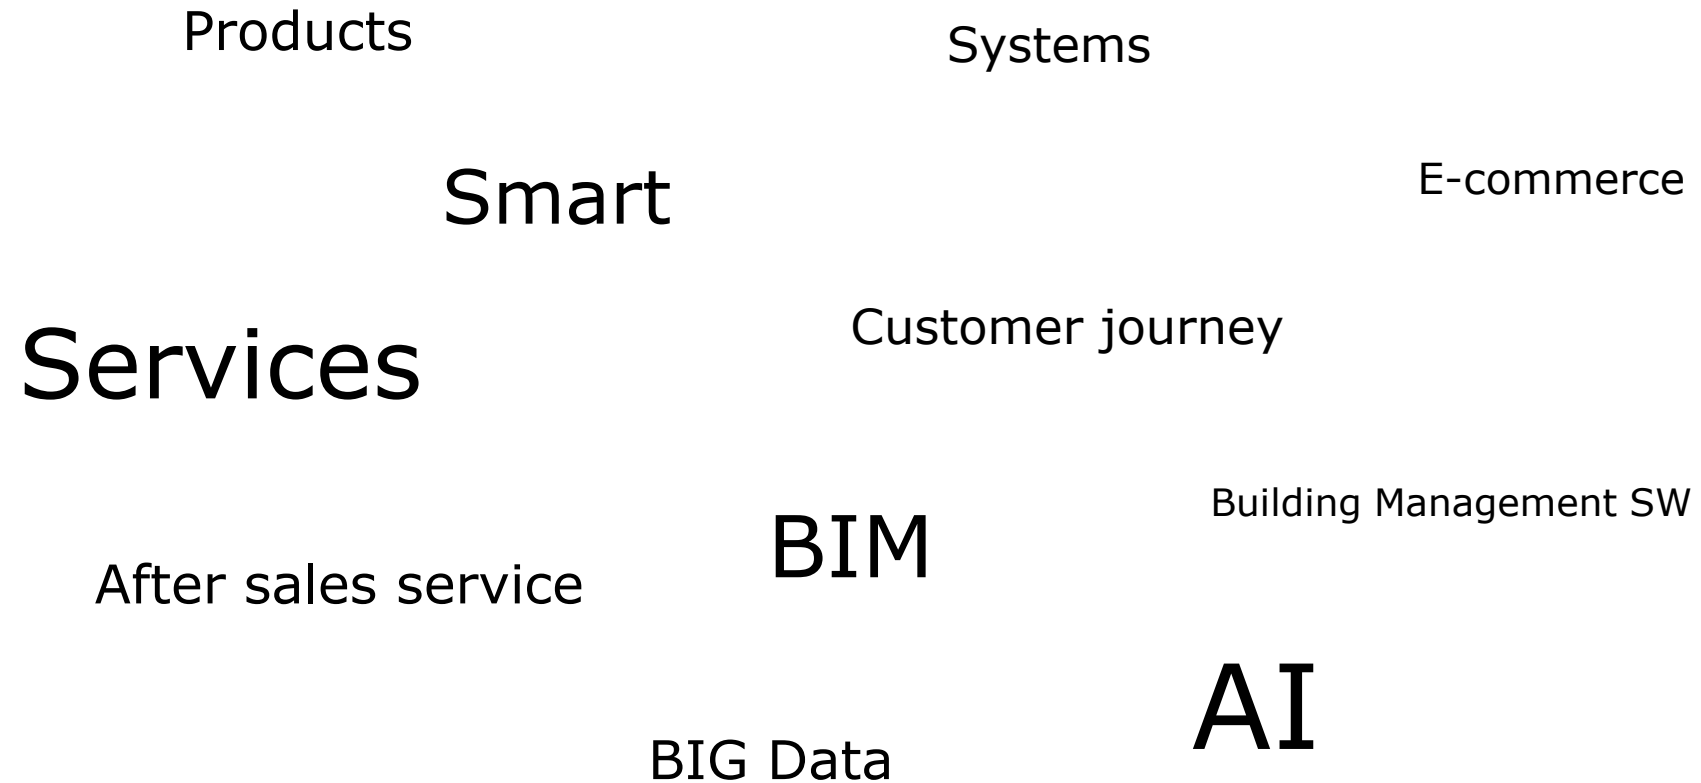 Products
Systems
Smart
E-commerce
Services
Customer journey
Building Management SW
BIM
After sales service
AI
BIG Data